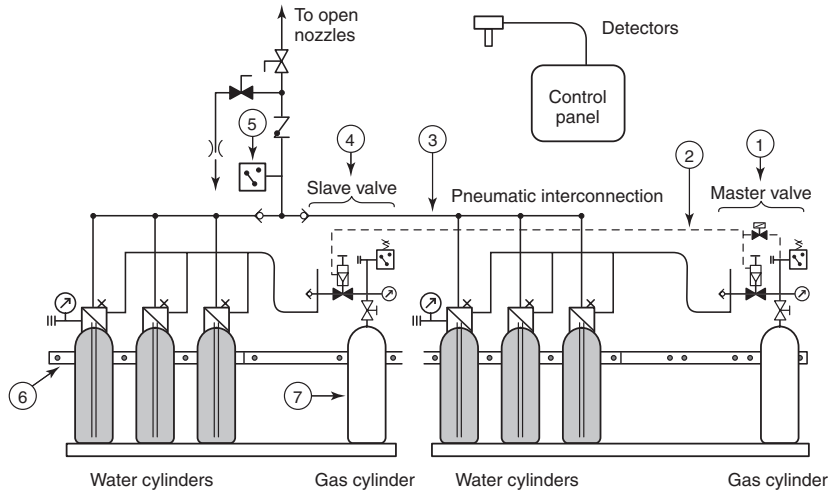 To open
nozzles
Detectors
Control
panel
5
4
3
2
1
Slave valve
Pneumatic interconnection
Master valve
6
7
Water cylinders
Gas cylinder
Water cylinders
Gas cylinder